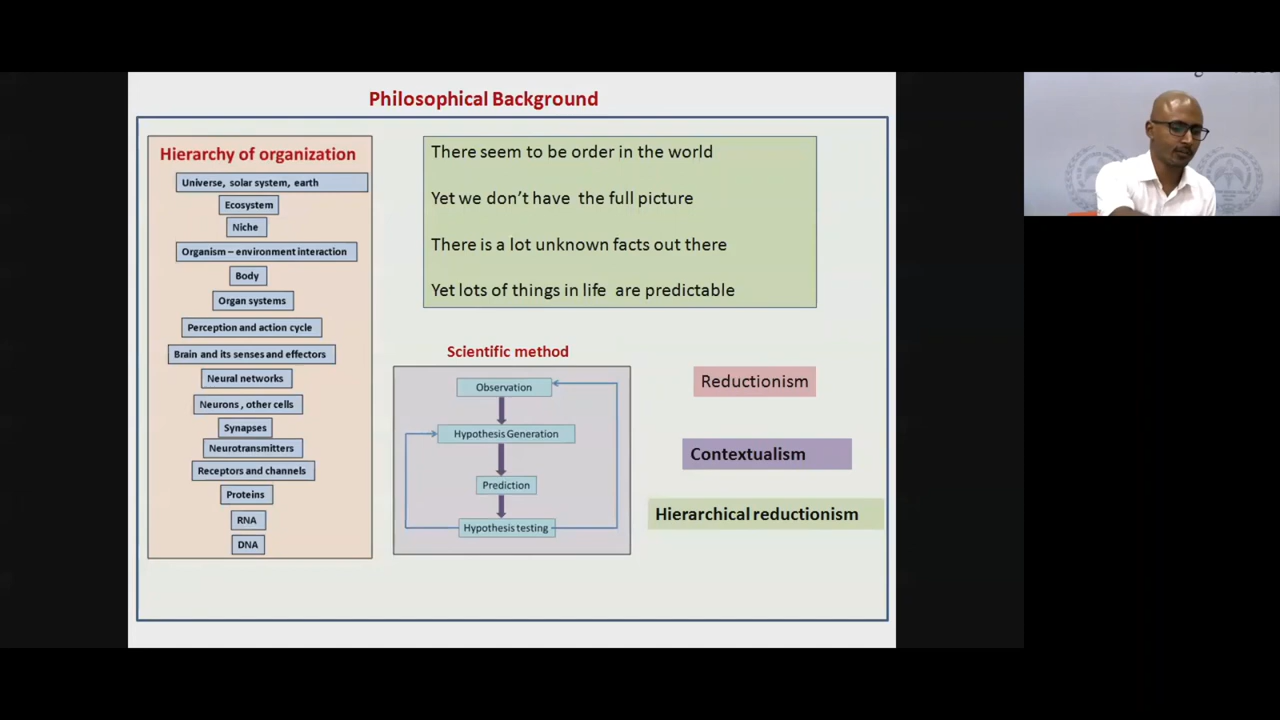 Philosophical Background
Hierarchy of organization
Universe, solar system, earth
Ecosystem
Niche
Organism – environment interaction
Body
Organ systems
Perception and action cycle
Brain and its senses and effectors
Neural networks
Neurons , other cells
Synapses
Neurotransmitters
Receptors and channels
Proteins
RNA
DNA
There seem to be order in the world
Yet we don’t have the full picture
There is a lot unknown facts out there
Yet lots of things in life are predictable
Scientific method
Observation
Hypothesis Generation
Prediction
Hypothesis testing
Reductionism
Contextualism
Hierarchical reductionism